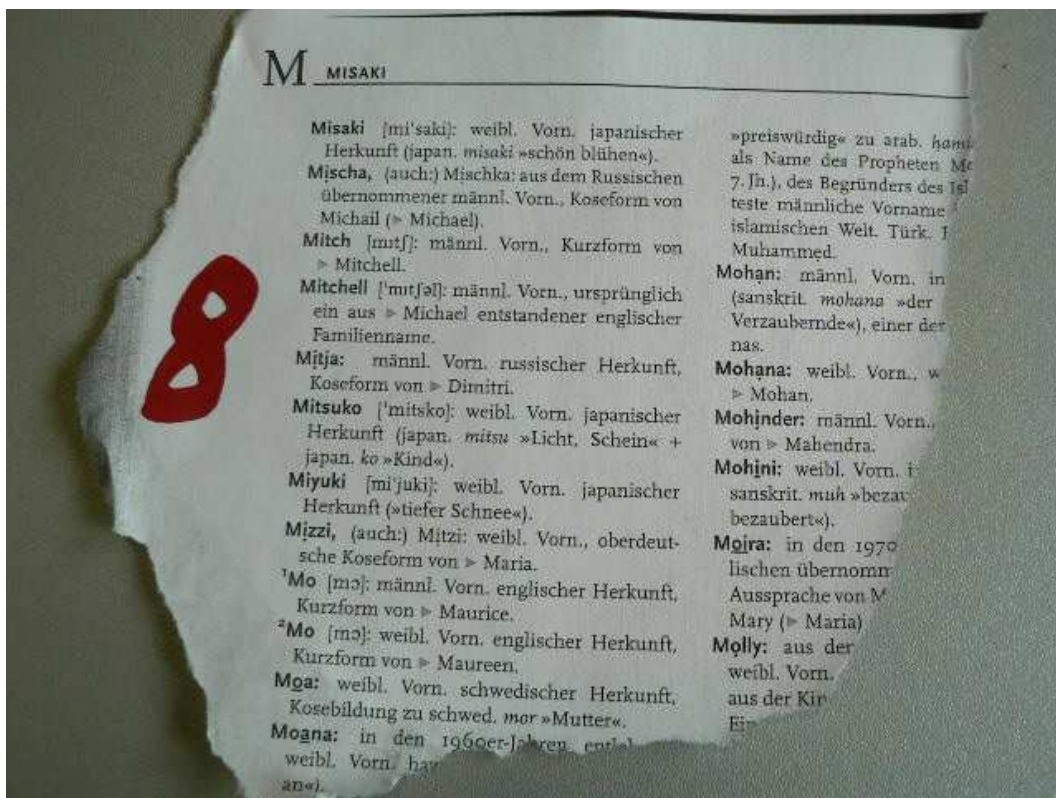 M MISAKI
8
Misaki [mi'saki]: weibl. Vorn. japanischer
Herkunft (japan. misaki »schön blühen«).
Mischa, (auch:) Mischka: aus dem Russischen
übernommener männl. Vorn., Koseform von
Michail (▹ Michael).
Mitch [mɪtʃ]: männl. Vorn., Kurzform von
▹ Mitchell.
Mitchell ['mɪtʃəl]: männl. Vorn., ursprünglich
ein aus ▹ Michael entstandener englischer
Familienname.
Mitja: männl. Vorn. russischer Herkunft,
Koseform von ▹ Dimitri.
Mitsuko ['mitsko]: weibl. Vorn. japanischer
Herkunft (japan. mitsu »Licht, Schein« +
japan. ko »Kind«).
Miyuki [mi'juki]: weibl. Vorn. japanischer
Herkunft (»tiefer Schnee«).
Mizzi, (auch:) Mitzi: weibl. Vorn., oberdeut-
sche Koseform von ▹ Maria.
¹Mo [mɔ]: männl. Vorn. englischer Herkunft,
Kurzform von ▹ Maurice.
²Mo [mɔ]: weibl. Vorn. englischer Herkunft,
Kurzform von ▹ Maureen.
Moa: weibl. Vorn. schwedischer Herkunft,
Kosebildung zu schwed. mor »Mutter«.
Moana: in den 1960er-Jahren
weibl. Vorn.
an«).
»preiswürdig« zu arab.
als Name des Propheten
7. Jh.), des Begründers des
teste männliche Vorname
islamischen Welt. Türk.
Muhammed.
Mohan: männl. Vorn. in
(sanskrit. mohana »der
Verzaubernde«), einer der
nas.
Mohana: weibl. Vorn.,
▹ Mohan.
Mohinder: männl. Vorn.,
von ▹ Mahendra.
Mohini: weibl. Vorn.
sanskrit. muh
bezaubert«).
Moira: in den 1970
lischen
Aussprache von M
Mary (▹ Maria)
Molly: aus der
weibl. Vorn.
aus der